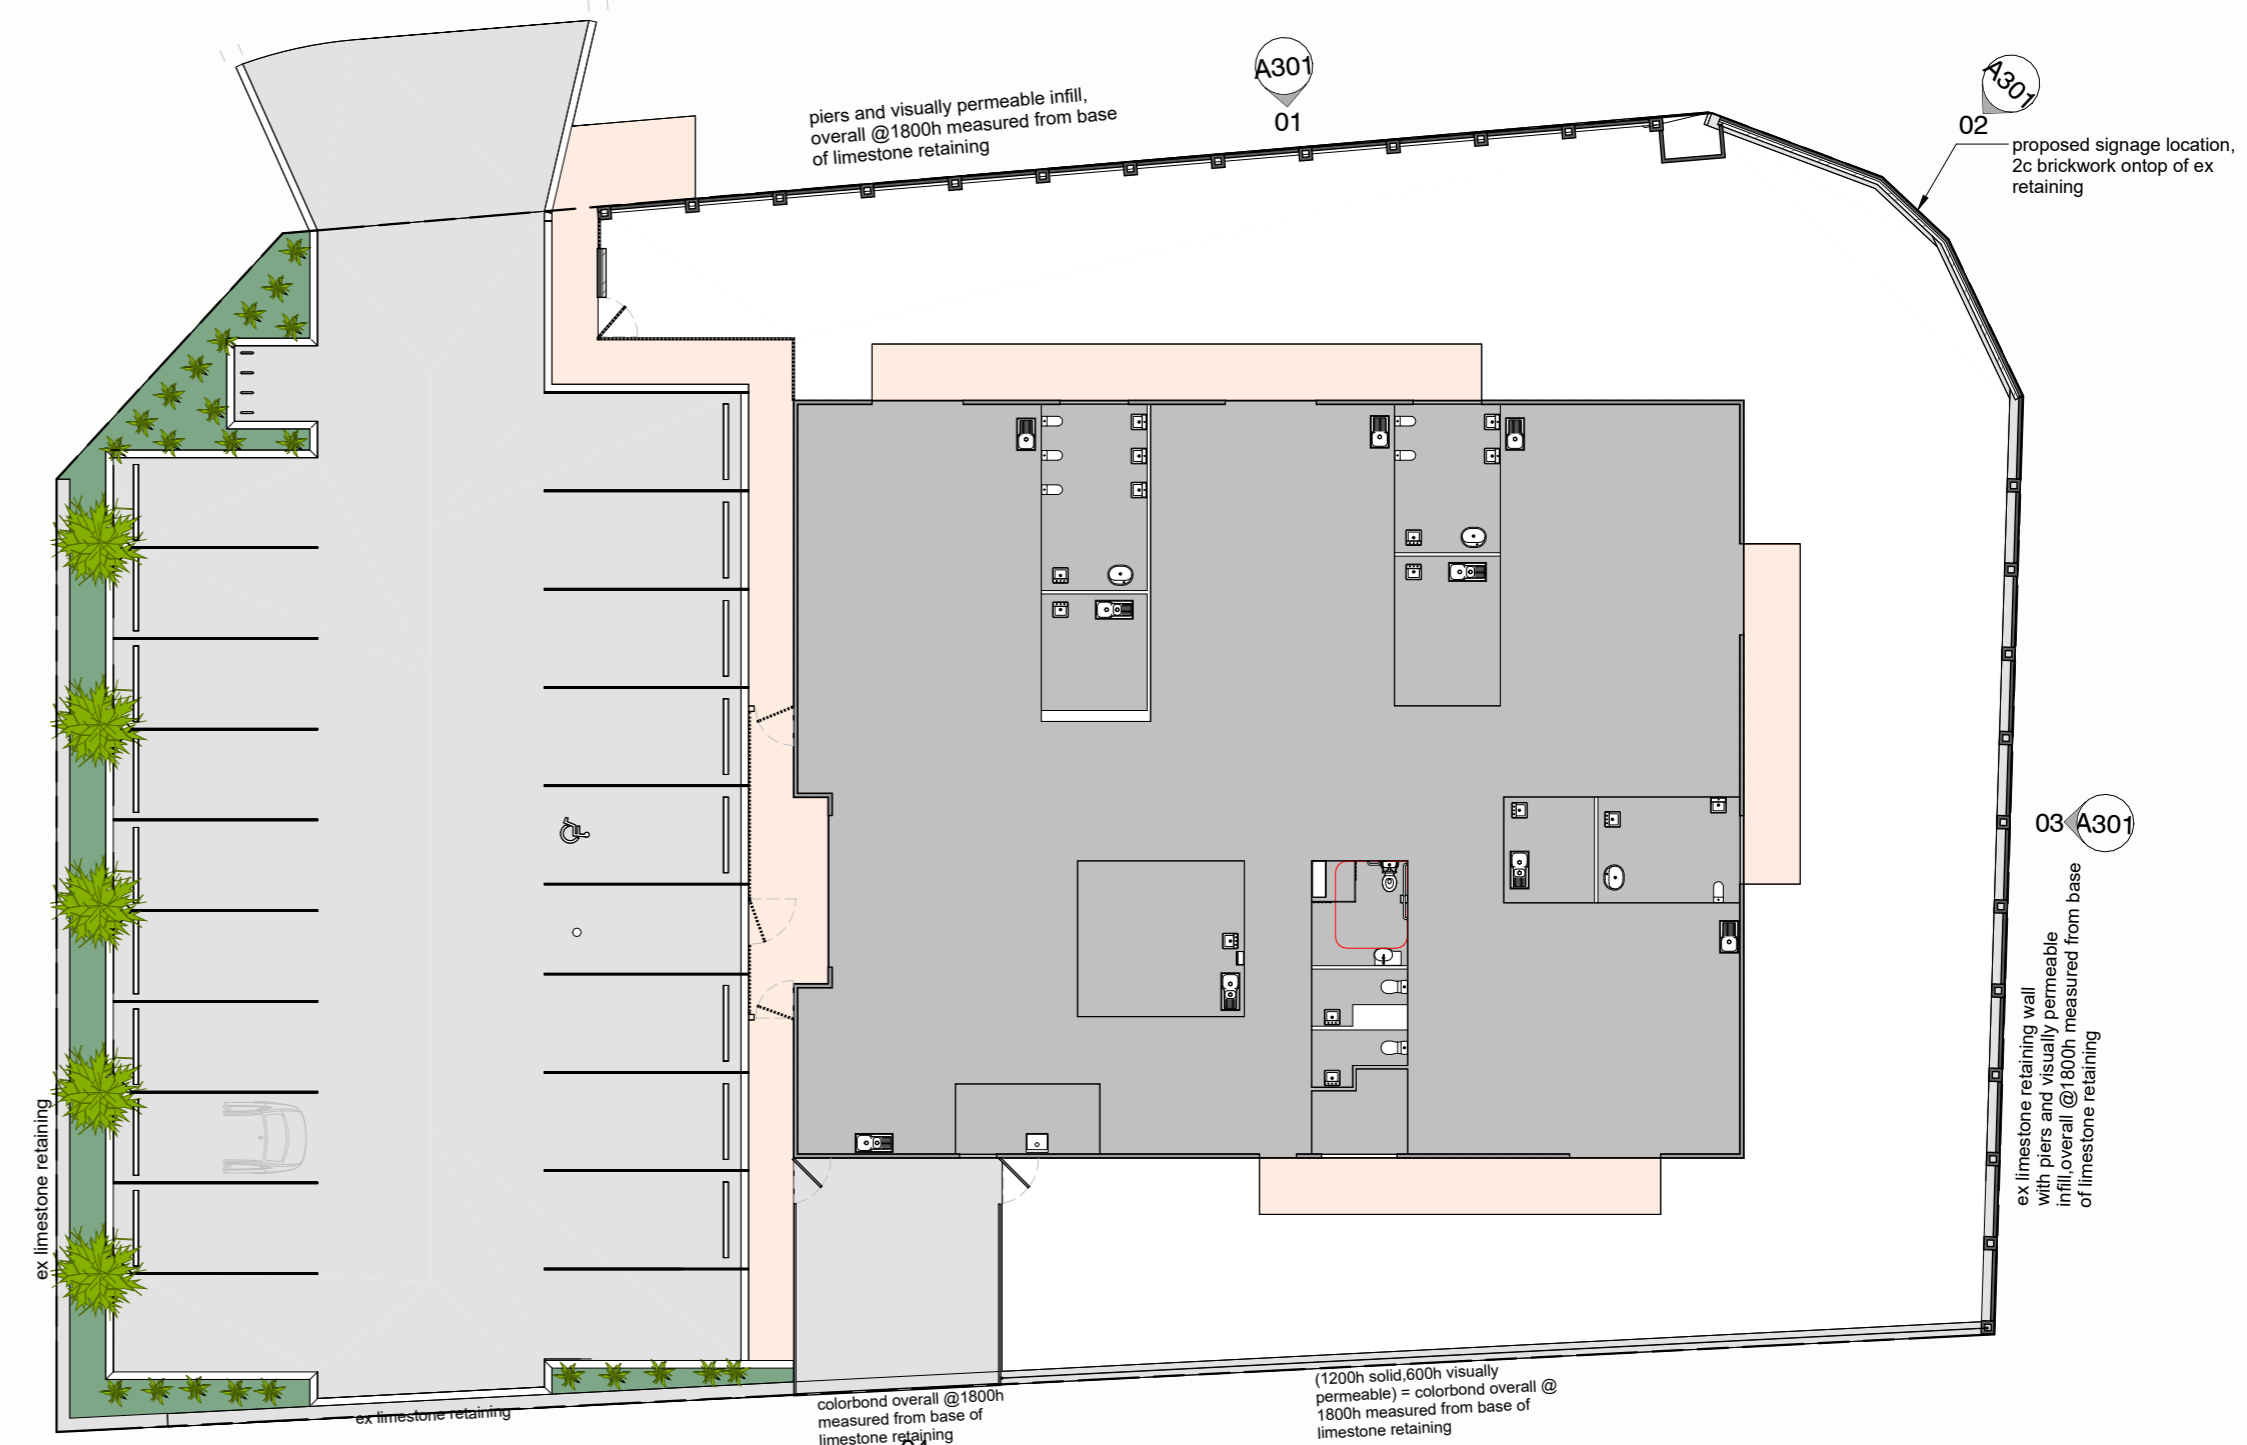 A301
01
A301
02
piers and visually permeable infill,
overall @1800h measured from base
of limestone retaining
proposed signage location,
2c brickwork ontop of ex
retaining
03
A301
ex limestone retaining wall
with piers and visually permeable
infill,overall @1800h measured from base
of limestone retaining
ex limestone retaining
ex limestone retaining
colorbond overall @1800h
measured from base of
limestone retaining
(1200h solid,600h visually
permeable) = colorbond overall @
1800h measured from base of
limestone retaining